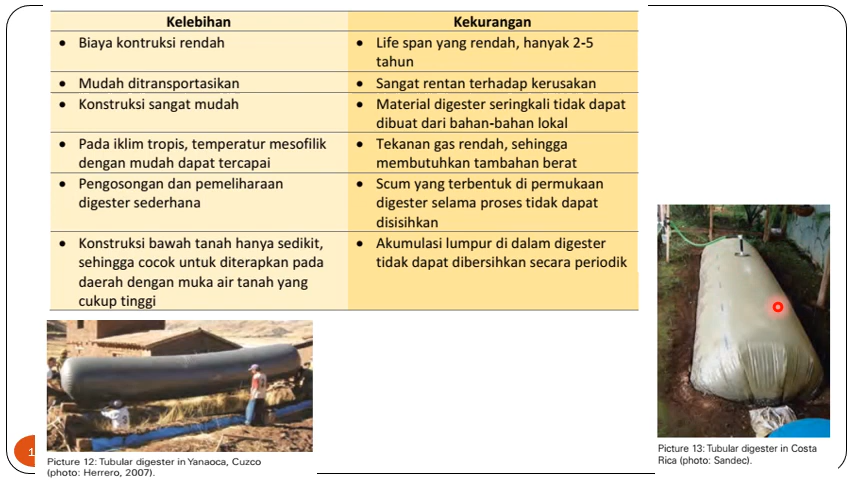 Kelebihan
Kekurangan
• Biaya kontruksi rendah
• Life span yang rendah, hanyak 2-5
tahun
• Mudah ditransportasikan
• Sangat rentan terhadap kerusakan
• Konstruksi sangat mudah
• Material digester seringkali tidak dapat
dibuat dari bahan-bahan lokal
• Pada iklim tropis, temperatur mesofilik
dengan mudah dapat tercapai
• Tekanan gas rendah, sehingga
membutuhkan tambahan berat
• Pengosongan dan pemeliharaan
digester sederhana
• Scum yang terbentuk di permukaan
digester selama proses tidak dapat
disisihkan
• Konstruksi bawah tanah hanya sedikit,
sehingga cocok untuk diterapkan pada
daerah dengan muka air tanah yang
cukup tinggi
• Akumulasi lumpur di dalam digester
tidak dapat dibersihkan secara periodik
Picture 12: Tubular digester in Yanaoca, Cuzco
(photo: Herrero, 2007).
Picture 13: Tubular digester in Costa
Rica (photo: Sandec).
1